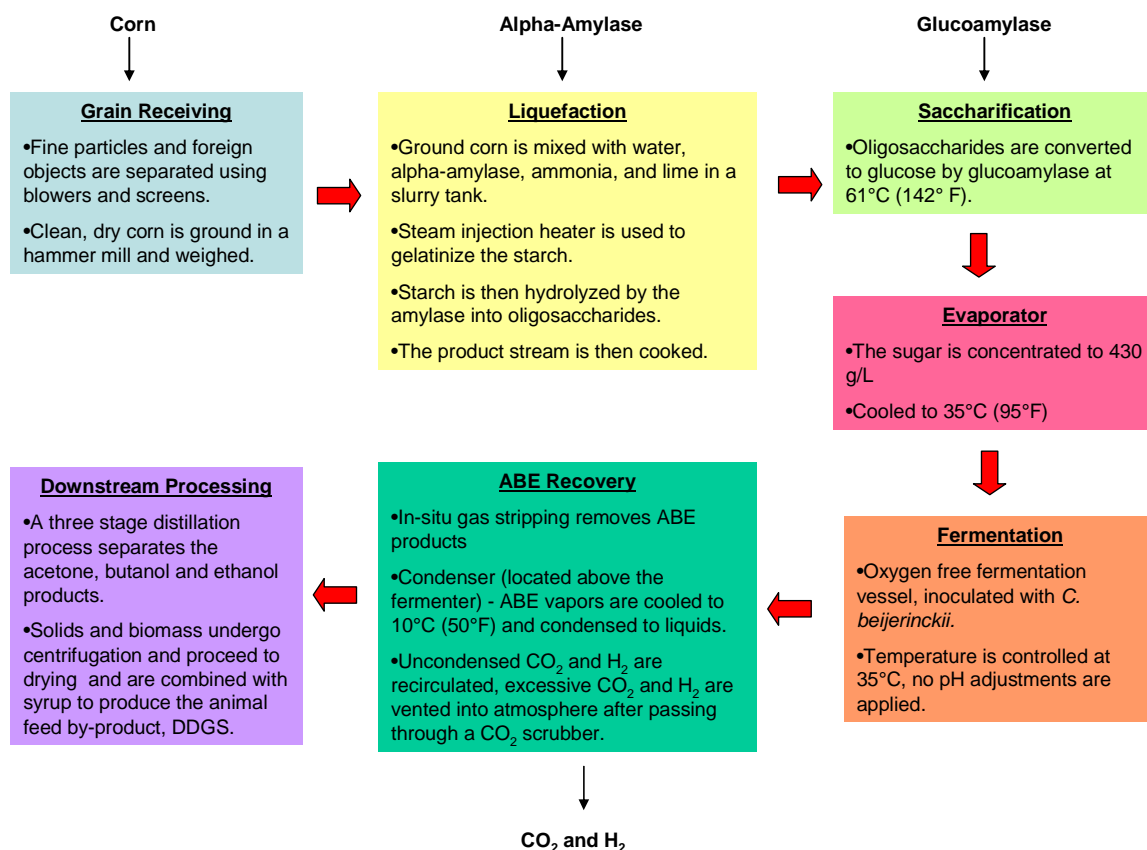 Corn
Alpha-Amylase
Glucoamylase
Grain Receiving
•Fine particles and foreign
objects are separated using
blowers and screens.
•Clean, dry corn is ground in a
hammer mill and weighed.
Liquefaction
•Ground corn is mixed with water,
alpha-amylase, ammonia, and lime in a
slurry tank.
•Steam injection heater is used to
gelatinize the starch.
•Starch is then hydrolyzed by the
amylase into oligosaccharides.
•The product stream is then cooked.
Saccharification
•Oligosaccharides are converted
to glucose by glucoamylase at
61°C (142° F).
Evaporator
•The sugar is concentrated to 430
g/L
•Cooled to 35°C (95°F)
Fermentation
•Oxygen free fermentation
vessel, inoculated with C.
beijerinckii.
•Temperature is controlled at
35°C, no pH adjustments are
applied.
ABE Recovery
•In-situ gas stripping removes ABE
products
•Condenser (located above the
fermenter) - ABE vapors are cooled to
10°C (50°F) and condensed to liquids.
•Uncondensed CO₂ and H₂ are
recirculated, excessive CO₂ and H₂ are
vented into atmosphere after passing
through a CO₂ scrubber.
Downstream Processing
•A three stage distillation
process separates the
acetone, butanol and ethanol
products.
•Solids and biomass undergo
centrifugation and proceed to
drying and are combined with
syrup to produce the animal
feed by-product, DDGS.
CO₂ and H₂